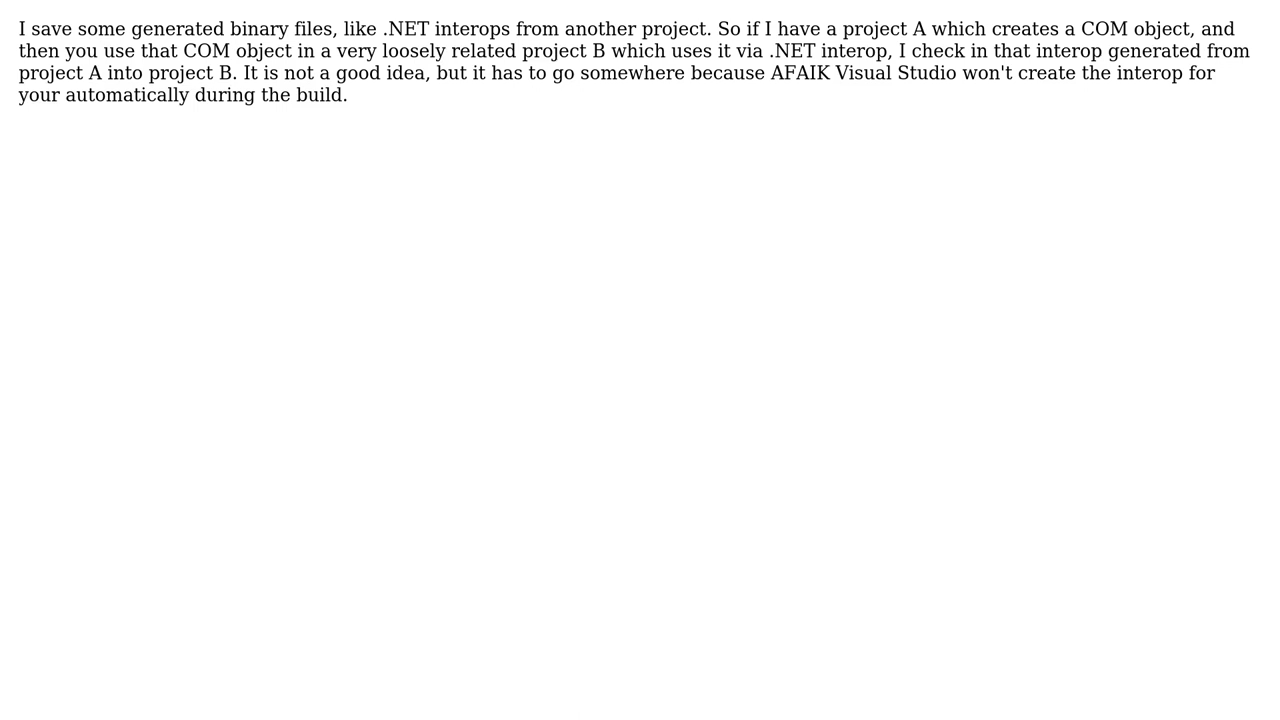 I save some generated binary files, like .NET interops from another project. So if I have a project A which creates a COM object, and
then you use that COM object in a very loosely related project B which uses it via .NET interop, I check in that interop generated from
project A into project B. It is not a good idea, but it has to go somewhere because AFAIK Visual Studio won't create the interop for
your automatically during the build.